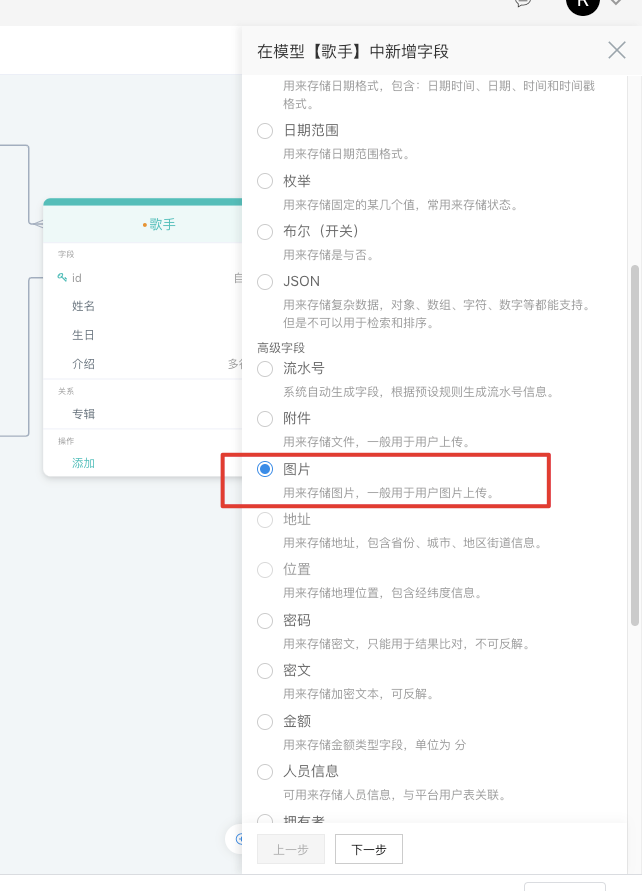 R
在模型【歌手】中新增字段
用来存储日期格式，包含：日期时间、日期、时间和时间戳
格式。
日期范围
用来存储日期范围格式。
枚举
用来存储固定的某几个值，常用来存储状态。
布尔（开关）
用来存储是与否。
JSON
用来存储复杂数据，对象、数组、字符、数字等都能支持。
但是不可以用于检索和排序。
高级字段
流水号
系统自动生成字段，根据预设规则生成流水号信息。
附件
用来存储文件，一般用于用户上传。
图片
用来存储图片，一般用于用户图片上传。
地址
用来存储地址，包含省份、城市、地区街道信息。
位置
用来存储地理位置，包含经纬度信息。
密码
用来存储密文，只能用于结果比对，不可反解。
密文
用来存储加密文本，可反解。
金额
用来存储金额类型字段，单位为 分
人员信息
可用来存储人员信息，与平台用户表关联。
拥有者
上一步
下一步
歌手
字段
id
自
姓名
生日
介绍
多行
关系
专辑
操作
添加